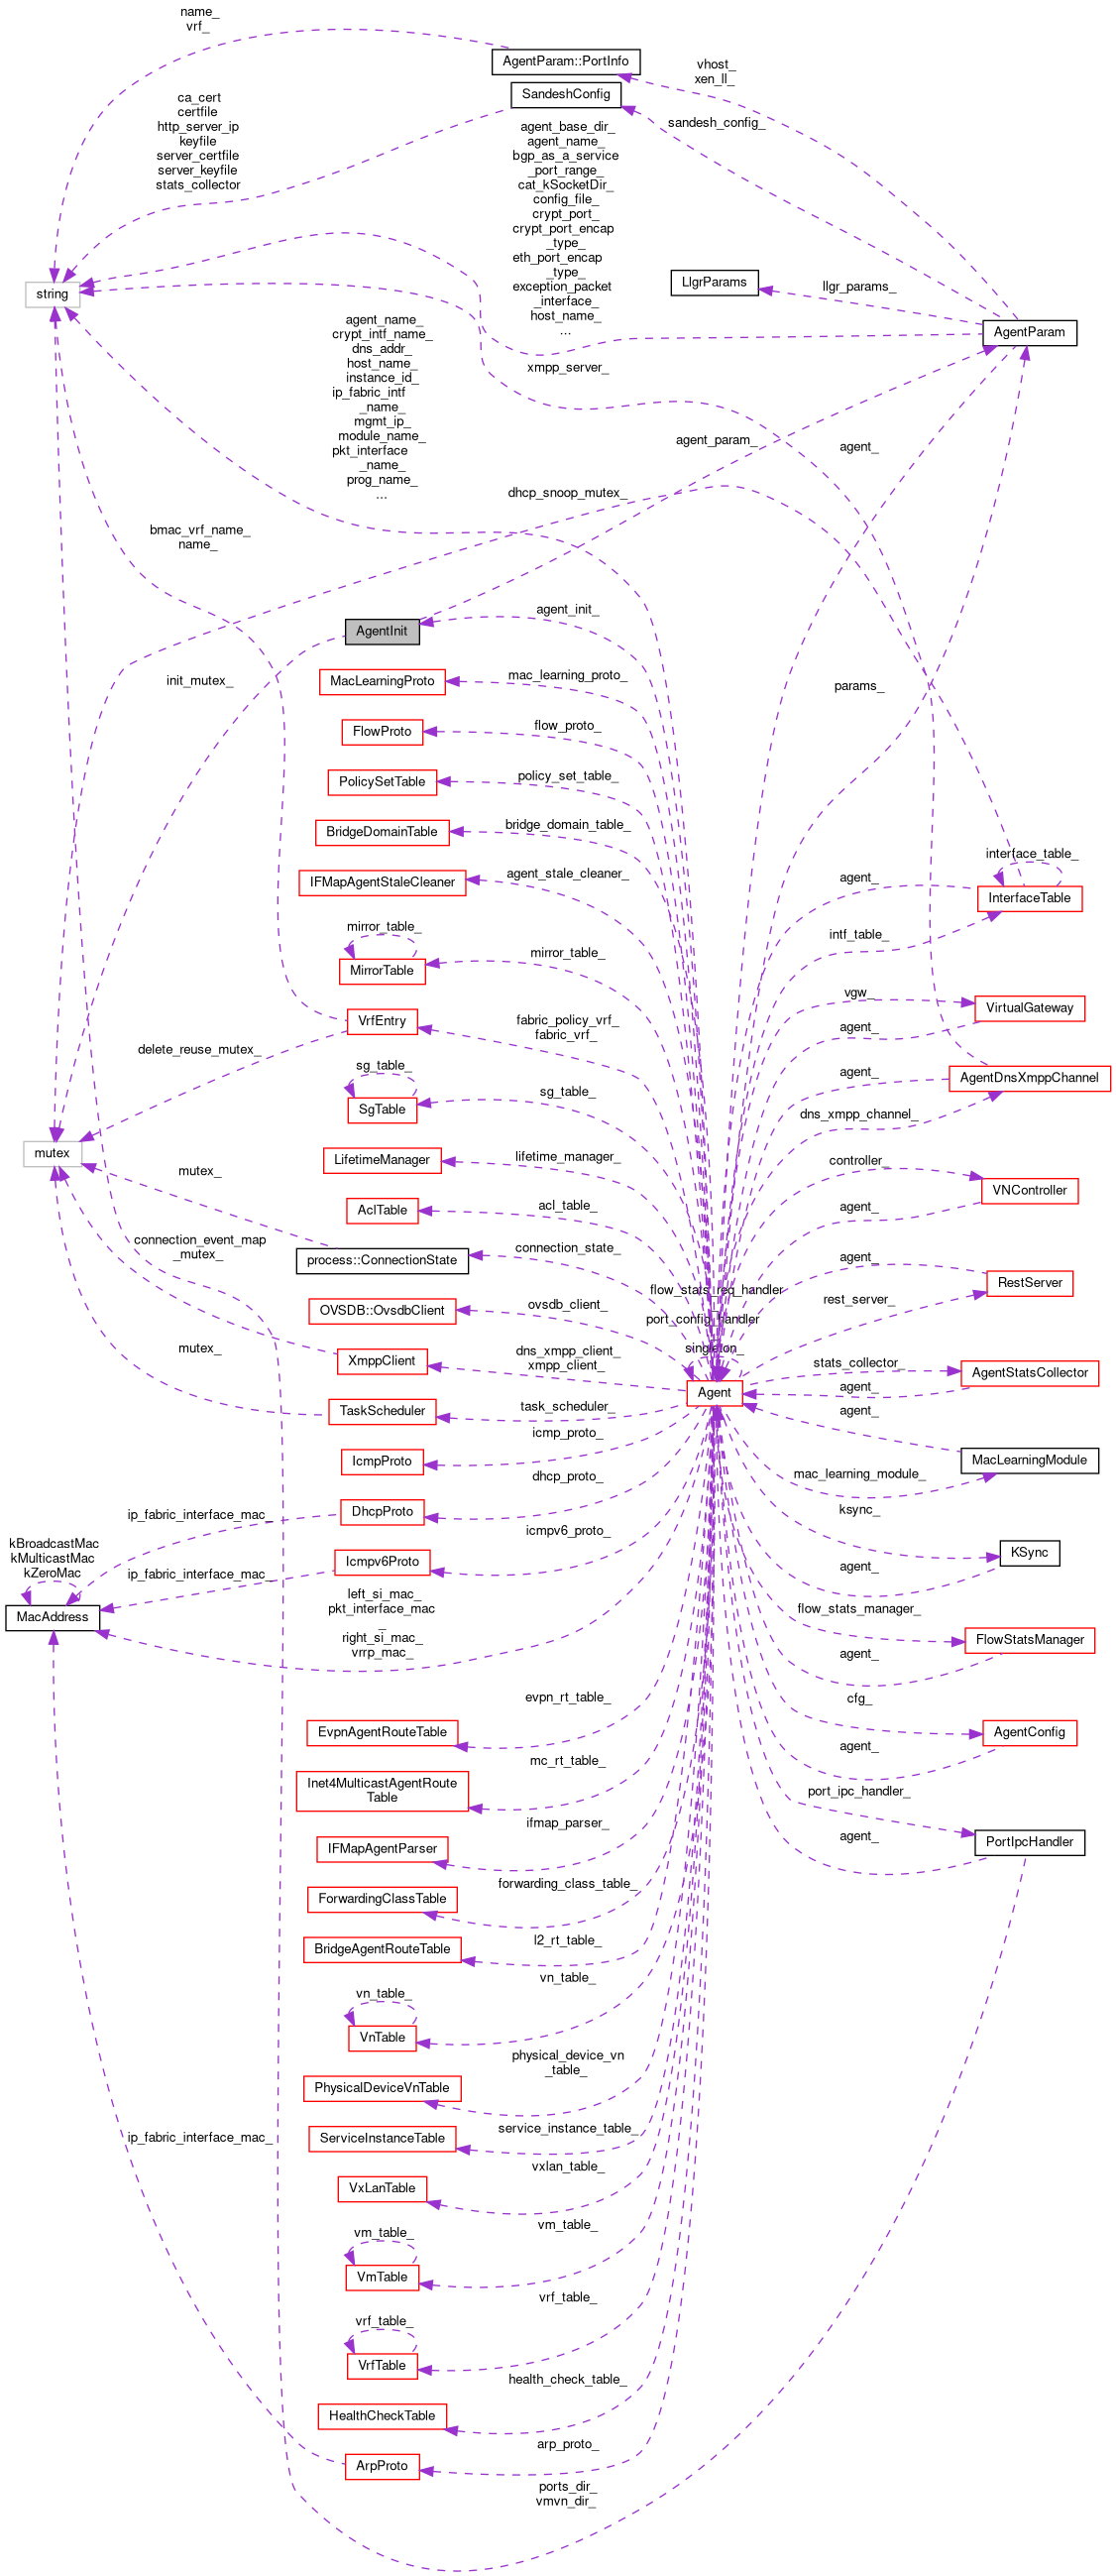 name_
vrf_
AgentParam::PortInfo
vhost_
xen_ll_
SandeshConfig
ca_cert
certfile
http_server_ip
keyfile
server_certfile
server_keyfile
stats_collector
sandesh_config_
agent_base_dir_
agent_name_
bgp_as_a_service
_port_range_
cat_kSocketDir_
config_file_
crypt_port_
crypt_port_encap
_type_
eth_port_encap
_type_
exception_packet
_interface_
host_name_
...
string
LlgrParams
llgr_params_
AgentParam
agent_name_
crypt_intf_name_
dns_addr_
host_name_
instance_id_
ip_fabric_intf
_name_
mgmt_ip_
module_name_
pkt_interface
_name_
prog_name_
...
xmpp_server_
agent_param_
agent_
dhcp_snoop_mutex_
bmac_vrf_name_
name_
agent_init_
AgentInit
init_mutex_
MacLearningProto
mac_learning_proto_
params_
FlowProto
flow_proto_
PolicySetTable
policy_set_table_
BridgeDomainTable
bridge_domain_table_
interface_table_
IFMapAgentStaleCleaner
agent_stale_cleaner_
agent_
InterfaceTable
mirror_table_
intf_table_
MirrorTable
mirror_table_
vgw_
VirtualGateway
VrfEntry
fabric_policy_vrf_
fabric_vrf_
agent_
delete_reuse_mutex_
sg_table_
agent_
AgentDnsXmppChannel
SgTable
sg_table_
dns_xmpp_channel_
mutex
LifetimeManager
lifetime_manager_
controller_
mutex_
VNController
AclTable
acl_table_
agent_
connection_event_map
_mutex_
process::ConnectionState
connection_state_
agent_
flow_stats_req_handler
_
RestServer
OVSDB::OvsdbClient
ovsdb_client_
port_config_handler
_
rest_server_
mutex_
XmppClient
dns_xmpp_client_
xmpp_client_
singleton_
stats_collector_
AgentStatsCollector
Agent
agent_
TaskScheduler
task_scheduler_
agent_
icmp_proto_
IcmpProto
MacLearningModule
dhcp_proto_
mac_learning_module_
ip_fabric_interface_mac_
DhcpProto
ksync_
icmpv6_proto_
kBroadcastMac
kMulticastMac
kZeroMac
KSync
Icmpv6Proto
ip_fabric_interface_mac_
agent_
MacAddress
left_si_mac_
pkt_interface_mac
_
right_si_mac_
vrrp_mac_
flow_stats_manager_
FlowStatsManager
agent_
evpn_rt_table_
cfg_
EvpnAgentRouteTable
AgentConfig
agent_
mc_rt_table_
Inet4MulticastAgentRoute
Table
port_ipc_handler_
ifmap_parser_
IFMapAgentParser
agent_
PortIpcHandler
forwarding_class_table_
ForwardingClassTable
l2_rt_table_
BridgeAgentRouteTable
vn_table_
vn_table_
VnTable
physical_device_vn
_table_
PhysicalDeviceVnTable
service_instance_table_
ServiceInstanceTable
ip_fabric_interface_mac_
vxlan_table_
VxLanTable
vm_table_
vm_table_
VmTable
vrf_table_
vrf_table_
VrfTable
health_check_table_
HealthCheckTable
arp_proto_
ArpProto
ports_dir_
vmvn_dir_